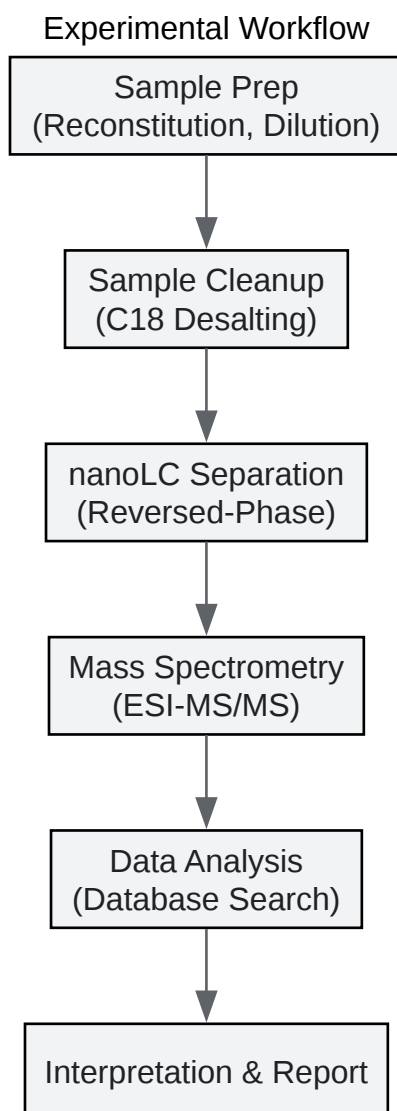 Experimental Workflow
Sample Prep
(Reconstitution, Dilution)
Sample Cleanup
(C18 Desalting)
nanoLC Separation
(Reversed-Phase)
Mass Spectrometry
(ESI-MS/MS)
Data Analysis
(Database Search)
Interpretation & Report